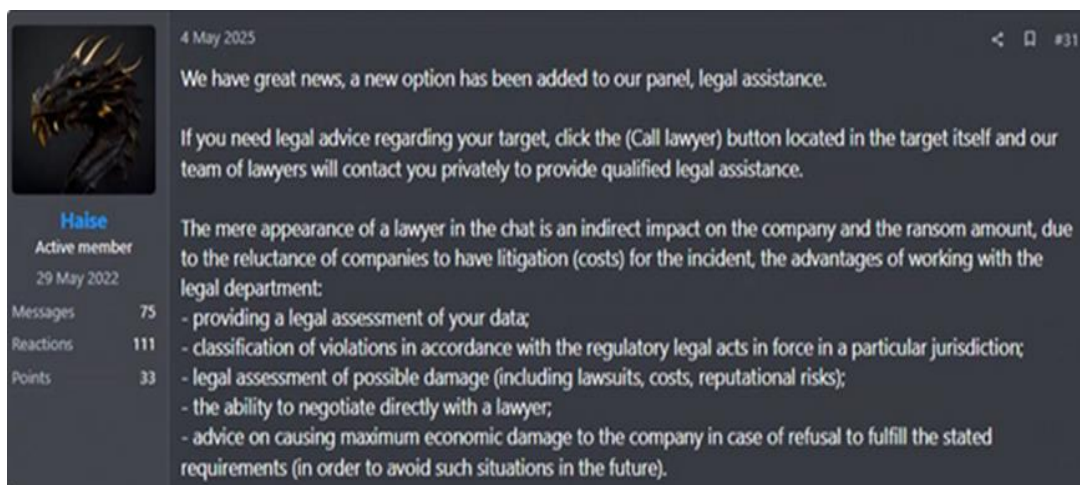 4 May 2025
#31
We have great news, a new option has been added to our panel, legal assistance.
If you need legal advice regarding your target, click the (Call lawyer) button located in the target itself and our
team of lawyers will contact you privately to provide qualified legal assistance.
Haise
Active member
29 May 2022
Messages 75
Reactions 111
Points 33
The mere appearance of a lawyer in the chat is an indirect impact on the company and the ransom amount, due
to the reluctance of companies to have litigation (costs) for the incident, the advantages of working with the
legal department:
- providing a legal assessment of your data;
- classification of violations in accordance with the regulatory legal acts in force in a particular jurisdiction;
- legal assessment of possible damage (including lawsuits, costs, reputational risks);
- the ability to negotiate directly with a lawyer;
- advice on causing maximum economic damage to the company in case of refusal to fulfill the stated
requirements (in order to avoid such situations in the future).